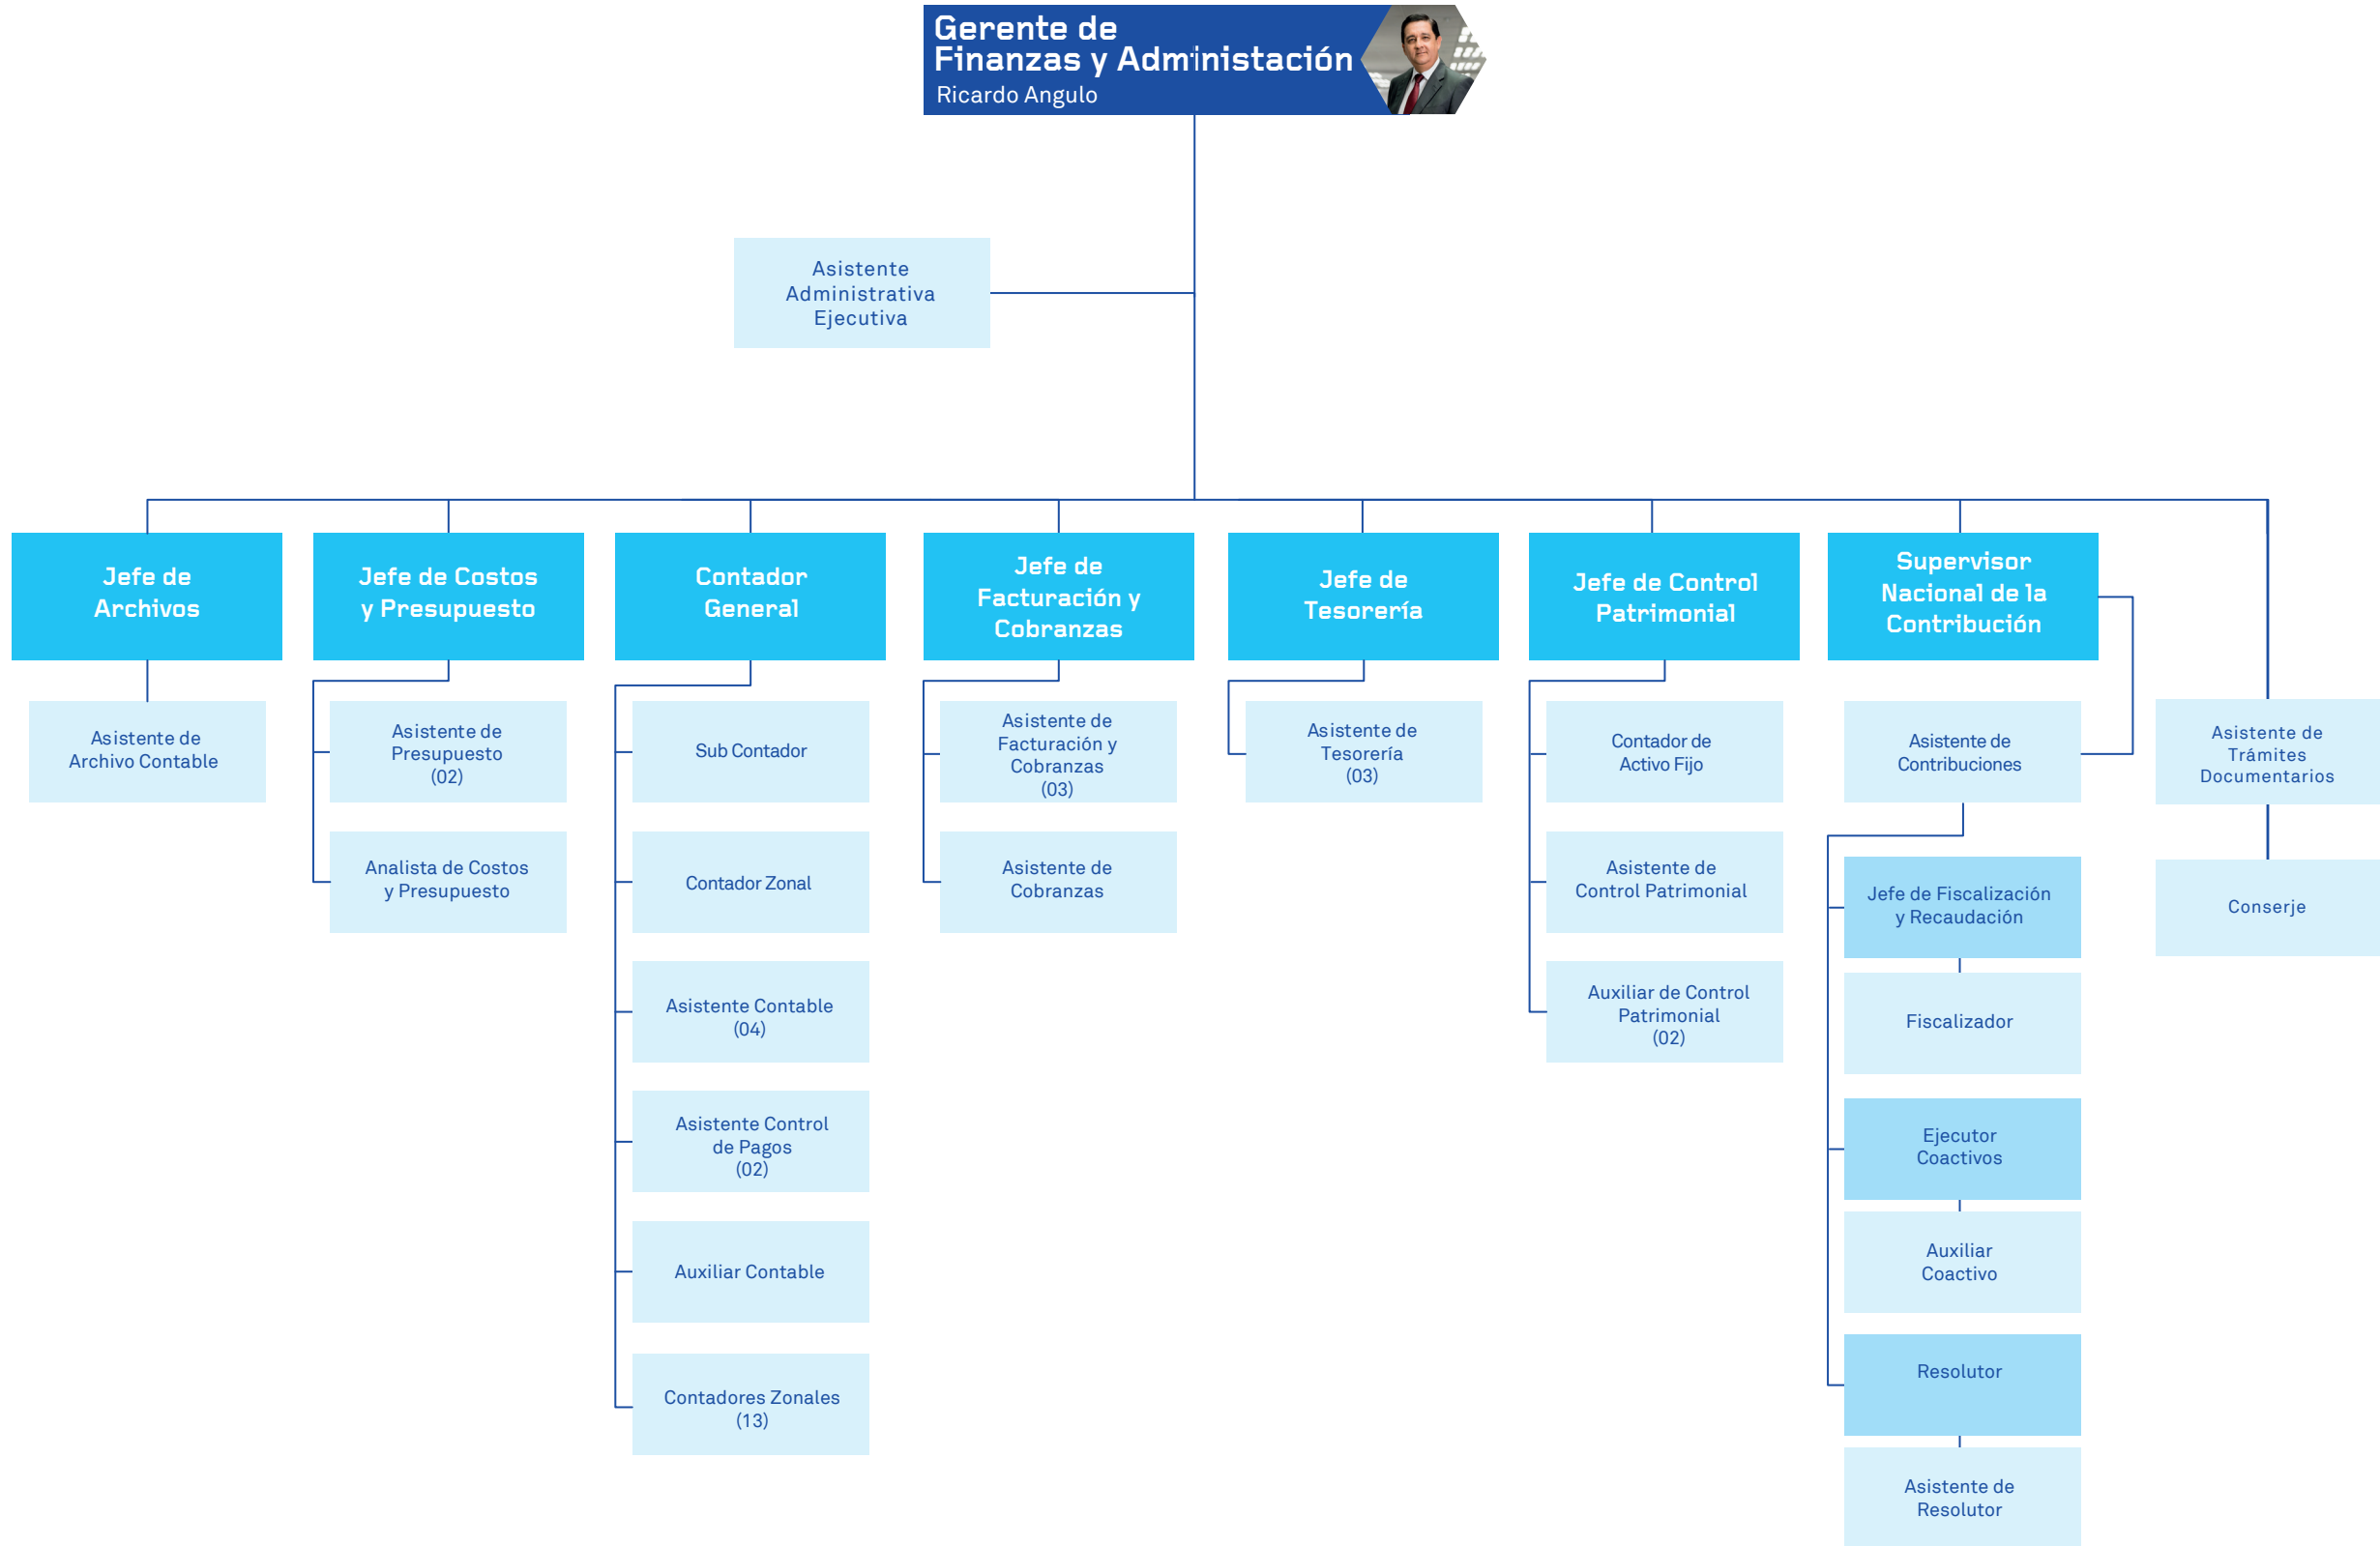 Gerente de
Finanzas y Administación
Ricardo Angulo
Asistente
Administrativa
Ejecutiva
Jefe de
Archivos
Jefe de Costos
y Presupuesto
Contador
General
Jefe de
Facturación y
Cobranzas
Jefe de
Tesorería
Jefe de Control
Patrimonial
Supervisor
Nacional de la
Contribución
Asistente de
Archivo Contable
Asistente de
Presupuesto
(02)
Analista de Costos
y Presupuesto
Sub Contador
Contador Zonal
Asistente Contable
(04)
Asistente Control
de Pagos
(02)
Auxiliar Contable
Contadores Zonales
(13)
Asistente de
Facturación y
Cobranzas
(03)
Asistente de
Cobranzas
Asistente de
Tesorería
(03)
Contador de
Activo Fijo
Asistente de
Control Patrimonial
Auxiliar de Control
Patrimonial
(02)
Asistente de
Contribuciones
Jefe de Fiscalización
y Recaudación
Fiscalizador
Ejecutor
Coactivos
Auxiliar
Coactivo
Resolutor
Asistente de
Resolutor
Asistente de
Trámites
Documentarios
Conserje